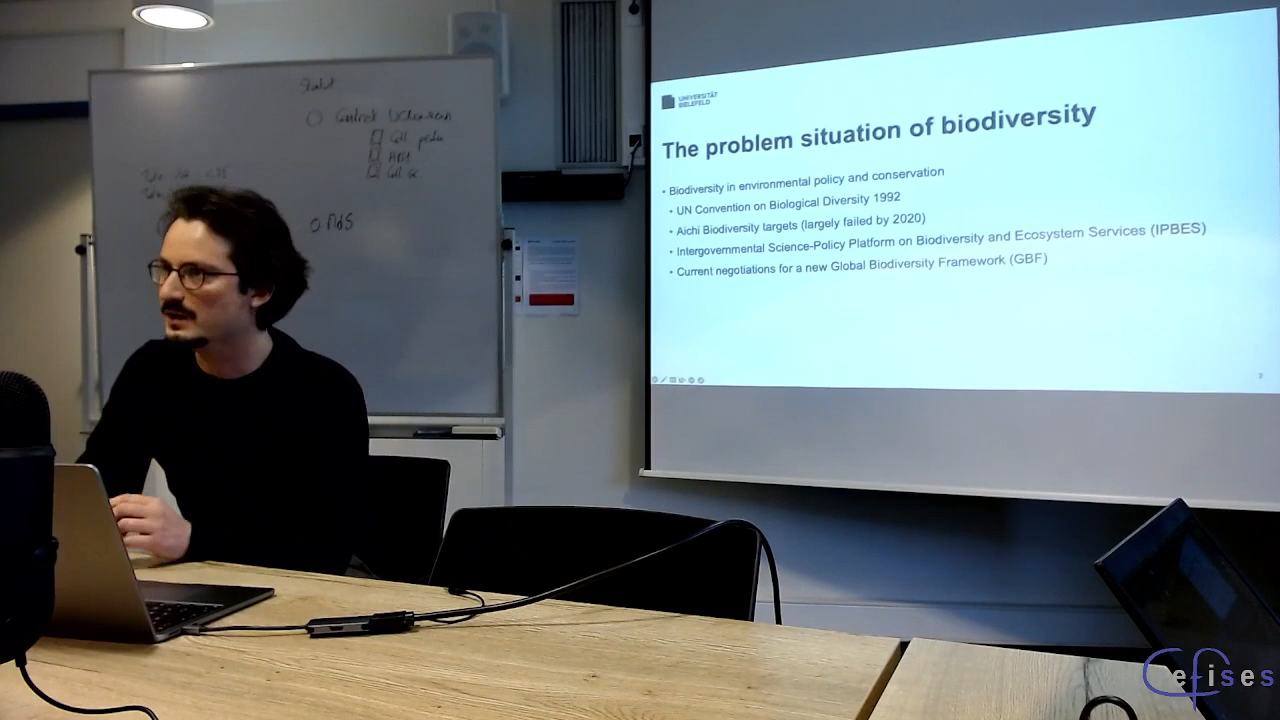 UNIVERSITÄT
BIELEFELD
The problem situation of biodiversity
• Biodiversity in environmental policy and conservation
• UN Convention on Biological Diversity 1992
• Aichi Biodiversity targets (largely failed by 2020)
• Intergovernmental Science-Policy Platform on Biodiversity and Ecosystem Services (IPBES)
• Current negotiations for a new Global Biodiversity Framework (GBF)
MdS
Cefises